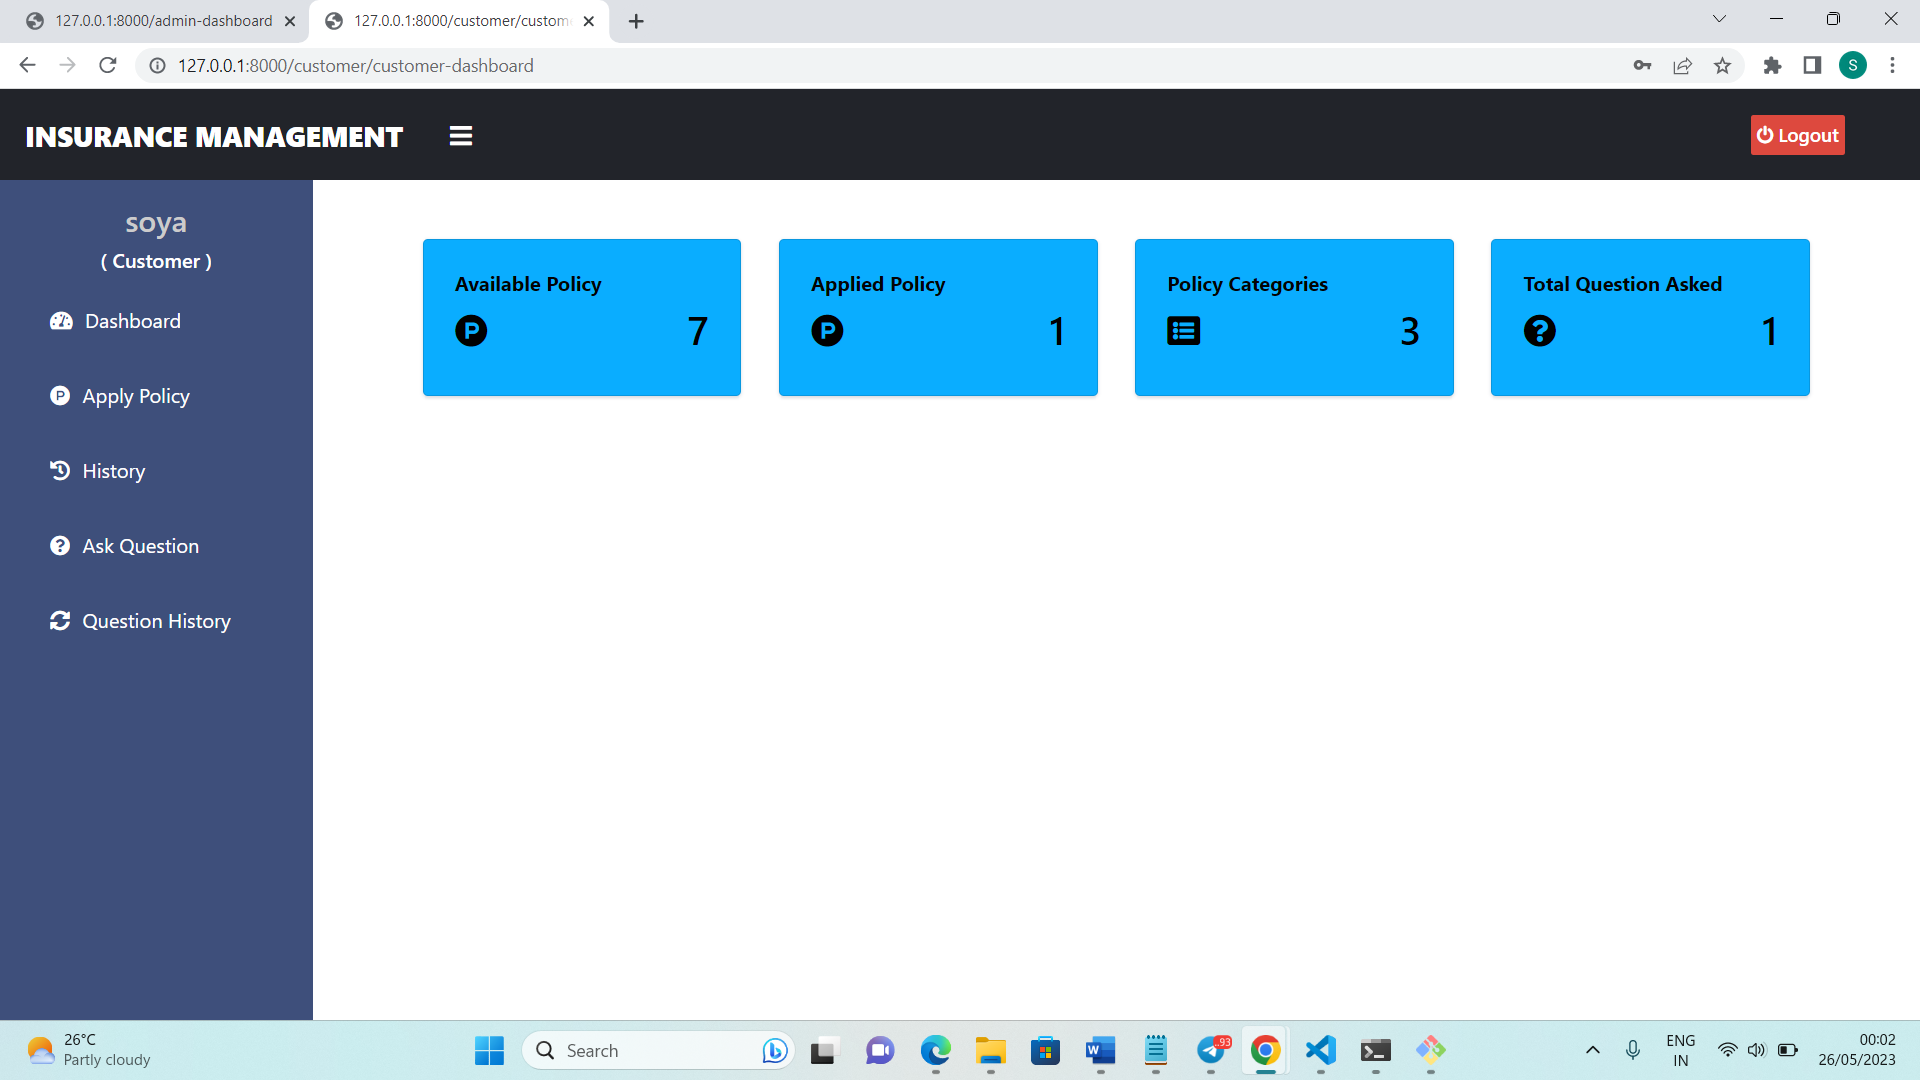 127.0.0.1:8000/admin-dashboard
127.0.0.1:8000/customer/custom
127.0.0.1:8000/customer/customer-dashboard
S
INSURANCE MANAGEMENT
Logout
soya
( Customer )
Dashboard
Apply Policy
History
Ask Question
Question History
Available Policy
7
Applied Policy
1
Policy Categories
3
Total Question Asked
1
26°C
Partly cloudy
Search
..93
ENG
IN
00:02
26/05/2023